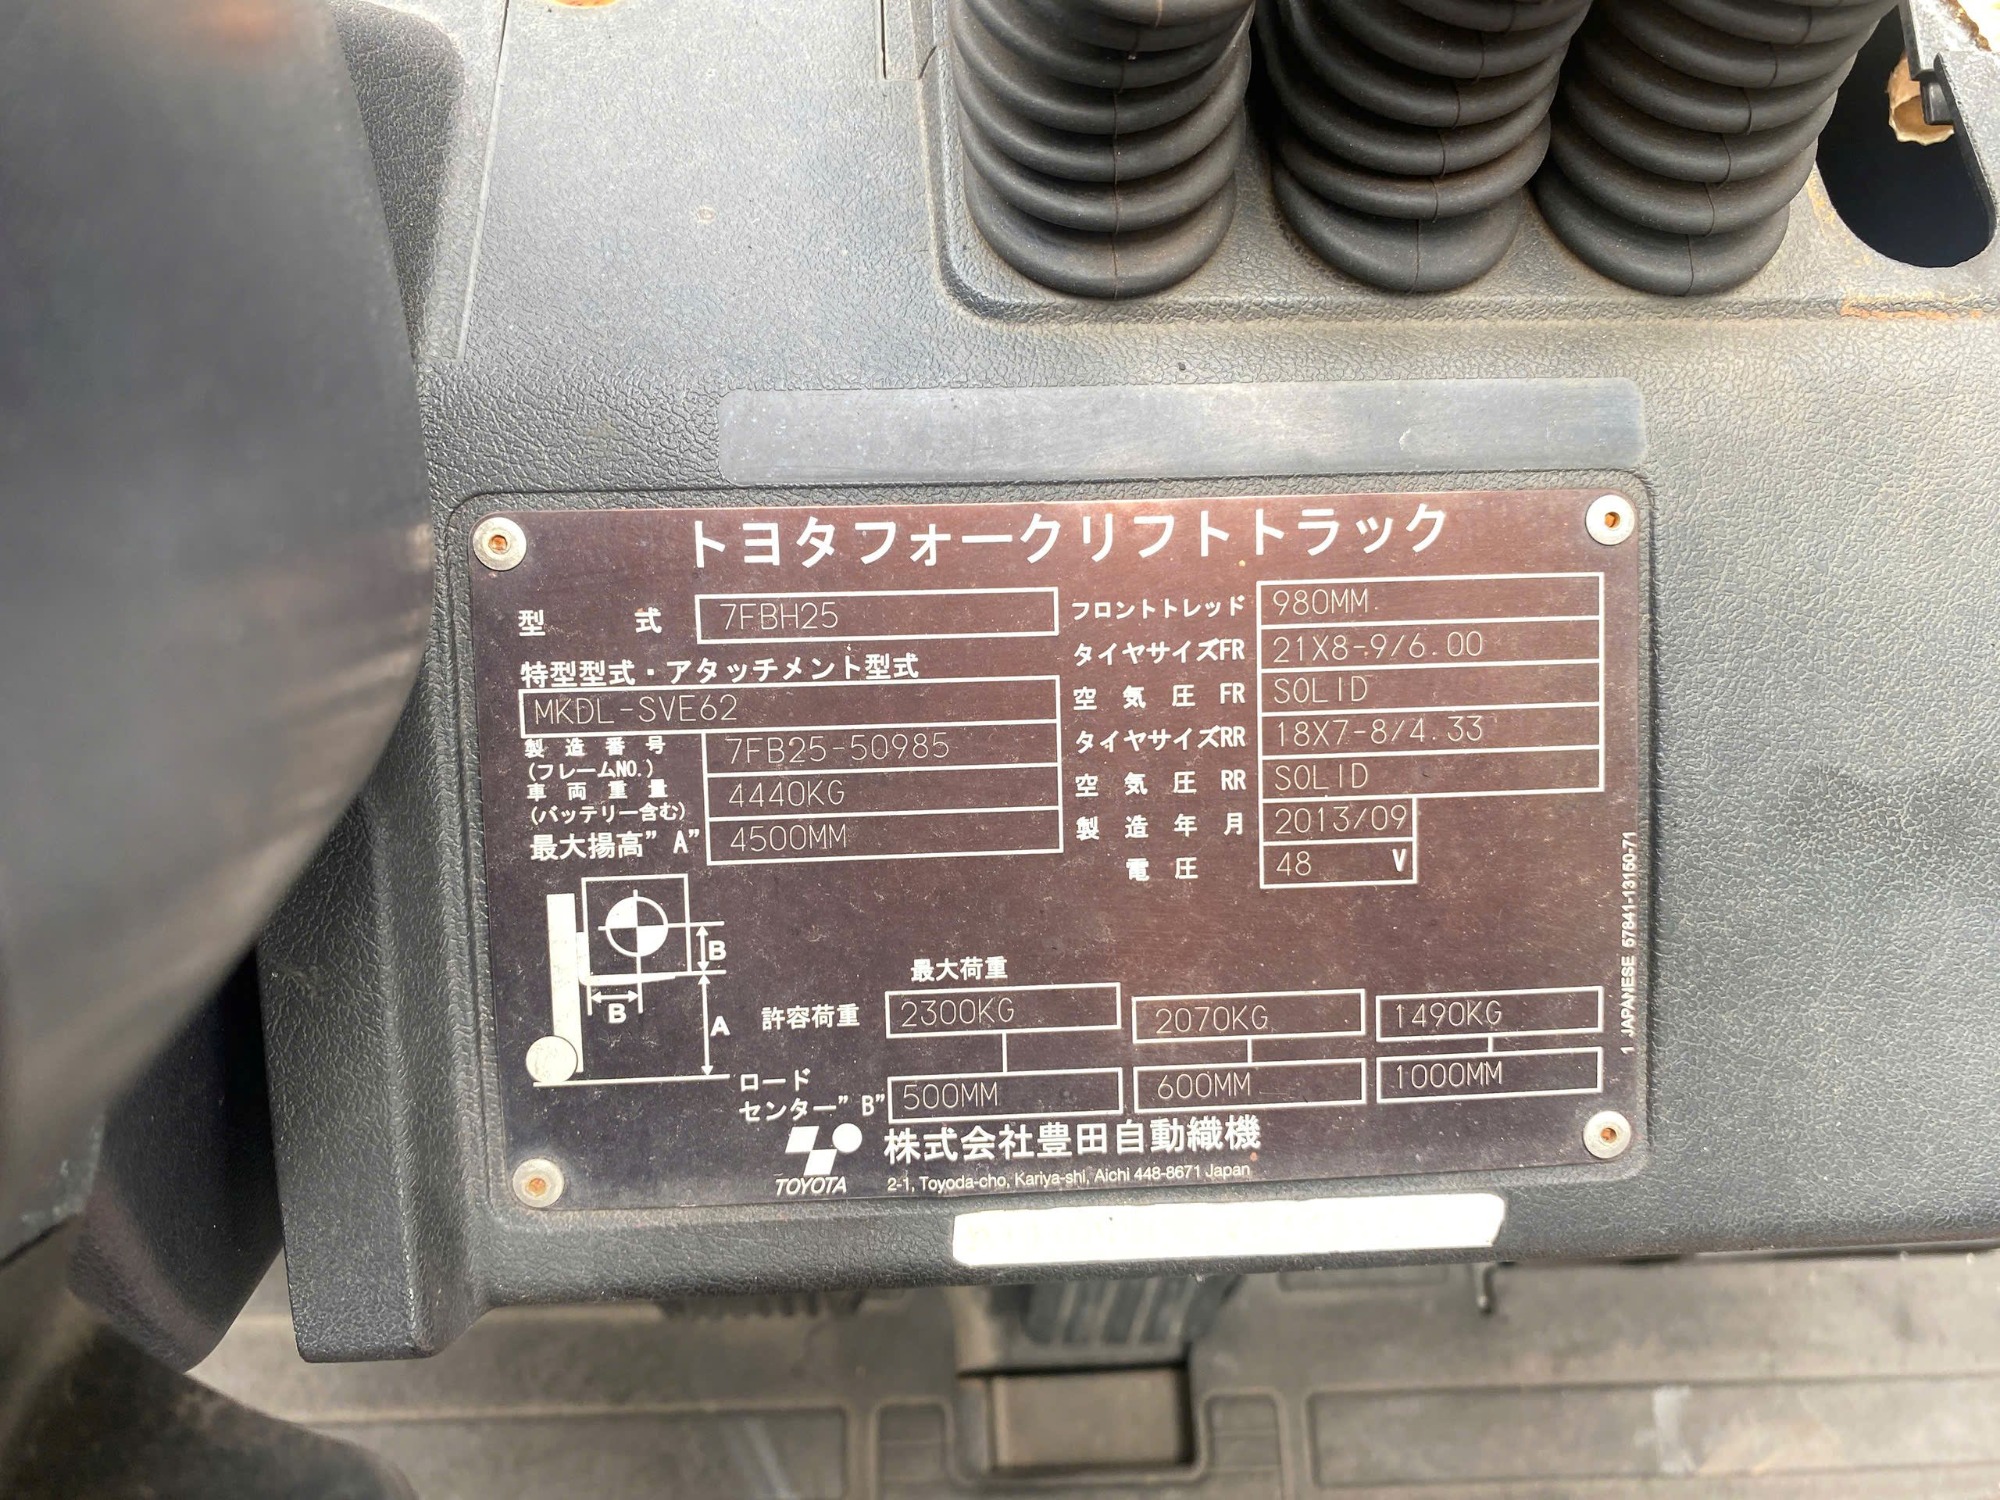 トヨタフォークリフトトラック
型式 7FBH25
特型型式・アタッチメント型式
MKDL-SVE62
製造番号 7FB25-50985
(フレームNO.)
車両重量 4440KG
(バッテリー含む)
最大揚高"A" 4500MM
フロントトレッド 980MM
タイヤサイズFR 21X8-9/6.00
空気圧 FR SOLID
タイヤサイズRR 18X7-8/4.33
空気圧 RR SOLID
製造年月 2013/09
電圧 48 V
B
B
A
最大荷重
許容荷重 2300KG 2070KG 1490KG
ロード
センター"B" 500MM 600MM 1000MM
TOYOTA
株式会社豊田自動織機
2-1, Toyoda-cho, Kariya-shi, Aichi 448-8671 Japan
1 JAPANESE 57841-13150-71